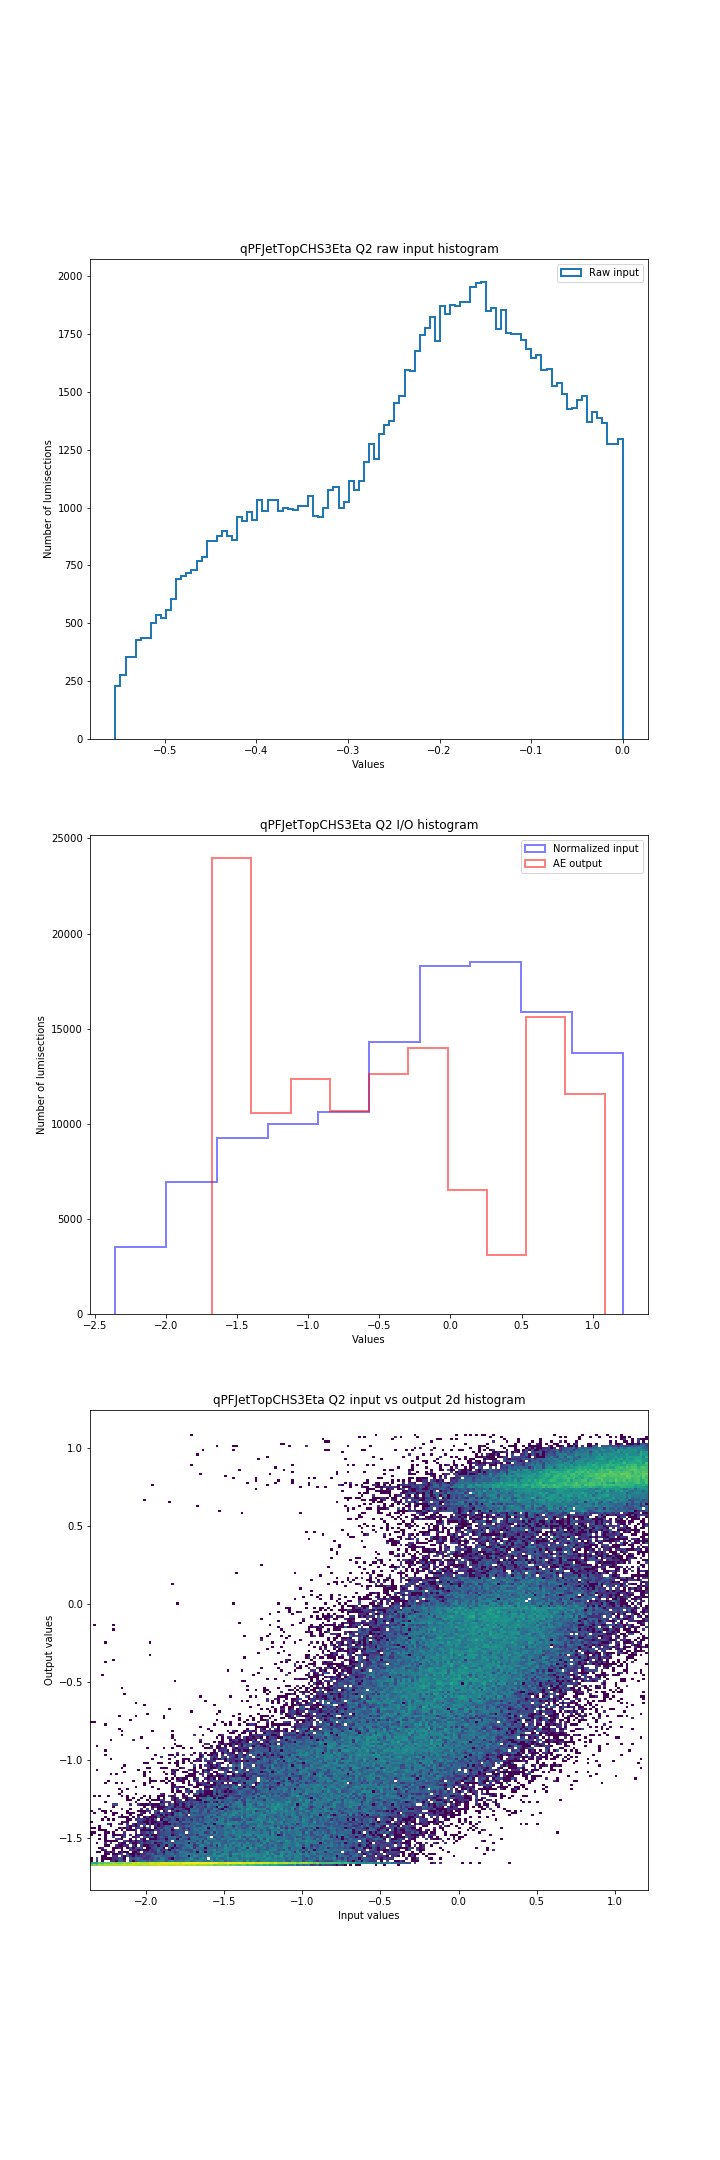 qPFJetTopCHS3Eta Q2 raw input histogram
Raw input
2000
1750
1500
1250
1000
750
500
250
0
Number of lumisections
−0.5 −0.4 −0.3 −0.2 −0.1 0.0
Values
qPFJetTopCHS3Eta Q2 I/O histogram
Normalized input
AE output
25000
20000
15000
10000
5000
0
Number of lumisections
−2.5 −2.0 −1.5 −1.0 −0.5 0.0 0.5 1.0
Values
qPFJetTopCHS3Eta Q2 input vs output 2d histogram
1.0
0.5
0.0
−0.5
−1.0
−1.5
Output values
−2.0 −1.5 −1.0 −0.5 0.0 0.5 1.0
Input values